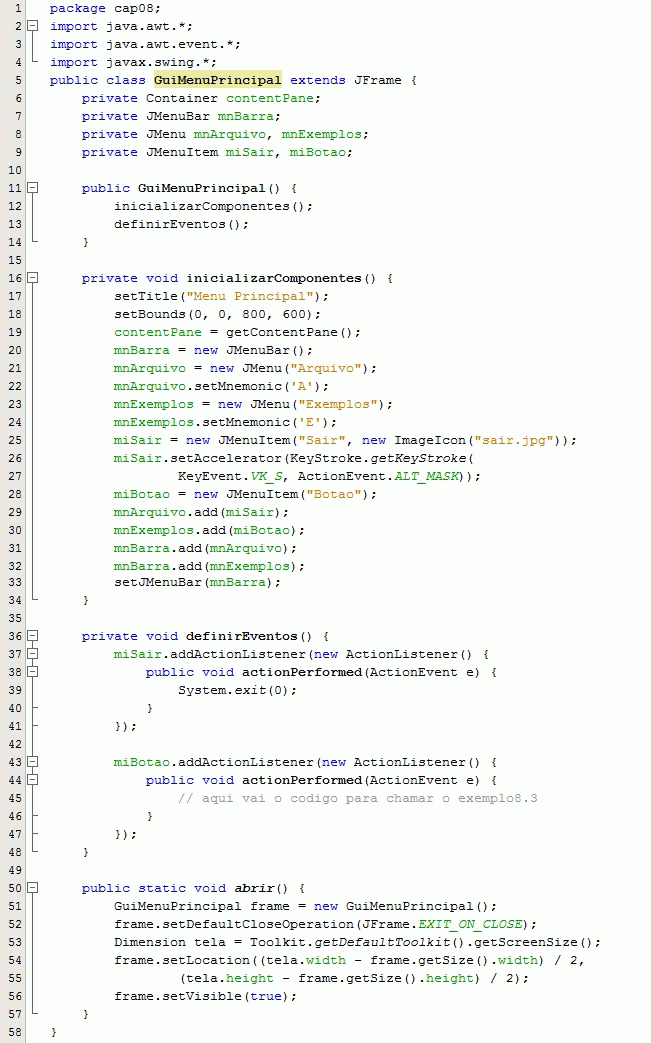 1 package cap08;
2 import java.awt.*;
3 import java.awt.event.*;
4 import javax.swing.*;
5 public class GuiMenuPrincipal extends JFrame {
6     private Container contentPane;
7     private JMenuBar mnBarra;
8     private JMenu mnArquivo, mnExemplos;
9     private JMenuItem miSair, miBotao;
10
11     public GuiMenuPrincipal() {
12         inicializarComponentes();
13         definirEventos();
14     }
15
16     private void inicializarComponentes() {
17         setTitle("Menu Principal");
18         setBounds(0, 0, 800, 600);
19         contentPane = getContentPane();
20         mnBarra = new JMenuBar();
21         mnArquivo = new JMenu("Arquivo");
22         mnArquivo.setMnemonic('A');
23         mnExemplos = new JMenu("Exemplos");
24         mnExemplos.setMnemonic('E');
25         miSair = new JMenuItem("Sair", new ImageIcon("sair.jpg"));
26         miSair.setAccelerator(KeyStroke.getKeyStroke(
27                 KeyEvent.VK_S, ActionEvent.ALT_MASK));
28         miBotao = new JMenuItem("Botao");
29         mnArquivo.add(miSair);
30         mnExemplos.add(miBotao);
31         mnBarra.add(mnArquivo);
32         mnBarra.add(mnExemplos);
33         setJMenuBar(mnBarra);
34     }
35
36     private void definirEventos() {
37         miSair.addActionListener(new ActionListener() {
38             public void actionPerformed(ActionEvent e) {
39                 System.exit(0);
40             }
41         });
42
43         miBotao.addActionListener(new ActionListener() {
44             public void actionPerformed(ActionEvent e) {
45                 // aqui vai o codigo para chamar o exemplo8.3
46             }
47         });
48     }
49
50     public static void abrir() {
51         GuiMenuPrincipal frame = new GuiMenuPrincipal();
52         frame.setDefaultCloseOperation(JFrame.EXIT_ON_CLOSE);
53         Dimension tela = Toolkit.getDefaultToolkit().getScreenSize();
54         frame.setLocation((tela.width - frame.getSize().width) / 2,
55                 (tela.height - frame.getSize().height) / 2);
56         frame.setVisible(true);
57     }
58 }